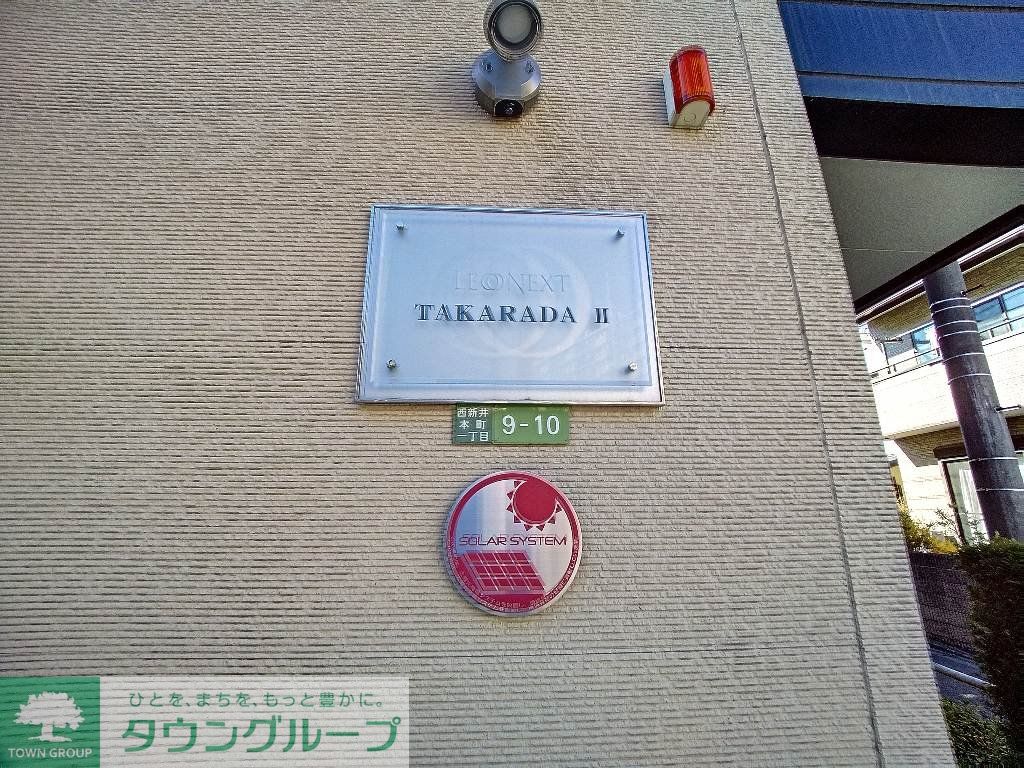 LEONEXT
TAKARADA II
西新井
本町
一丁目
9-10
SOLAR SYSTEM
ひとを、まちを、もっと豊かに。
タウングループ
TOWN GROUP